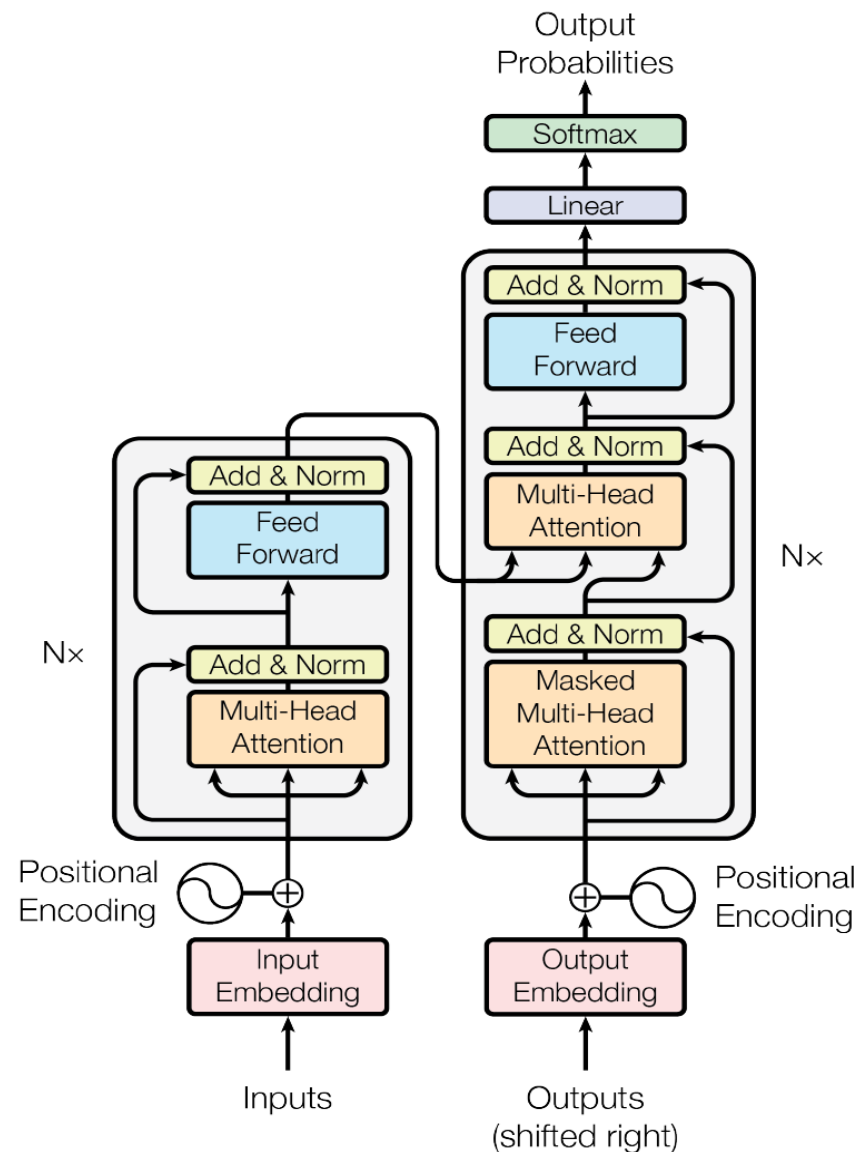 Output
Probabilities
Softmax
Linear
Add & Norm
Feed
Forward
Add & Norm
Multi-Head
Attention
Nx
Add & Norm
Masked
Multi-Head
Attention
Add & Norm
Feed
Forward
Nx
Add & Norm
Multi-Head
Attention
Positional
Encoding
Positional
Encoding
Input
Embedding
Output
Embedding
Inputs
Outputs
(shifted right)